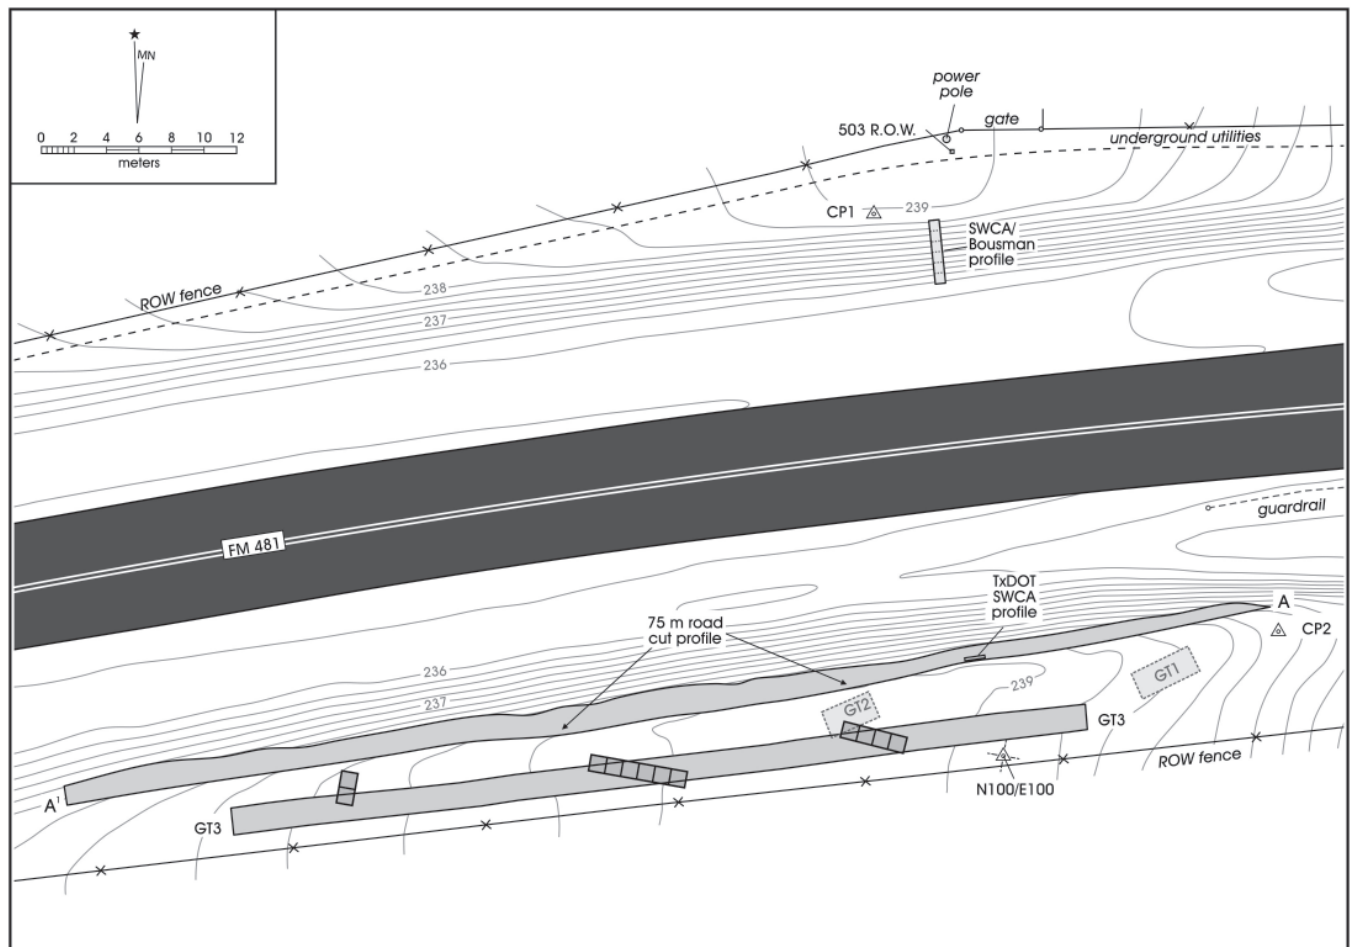 MN
0 2 4 6 8 10 12
meters
power
pole
503 R.O.W.
gate
underground utilities
CP1
239
SWCA/
Bousman
profile
ROW fence
238
237
236
FM 481
guardrail
TxDOT
SWCA
profile
A
CP2
75 m road
cut profile
236
237
GT1
239
GT2
GT3
ROW fence
N100/E100
A'
GT3